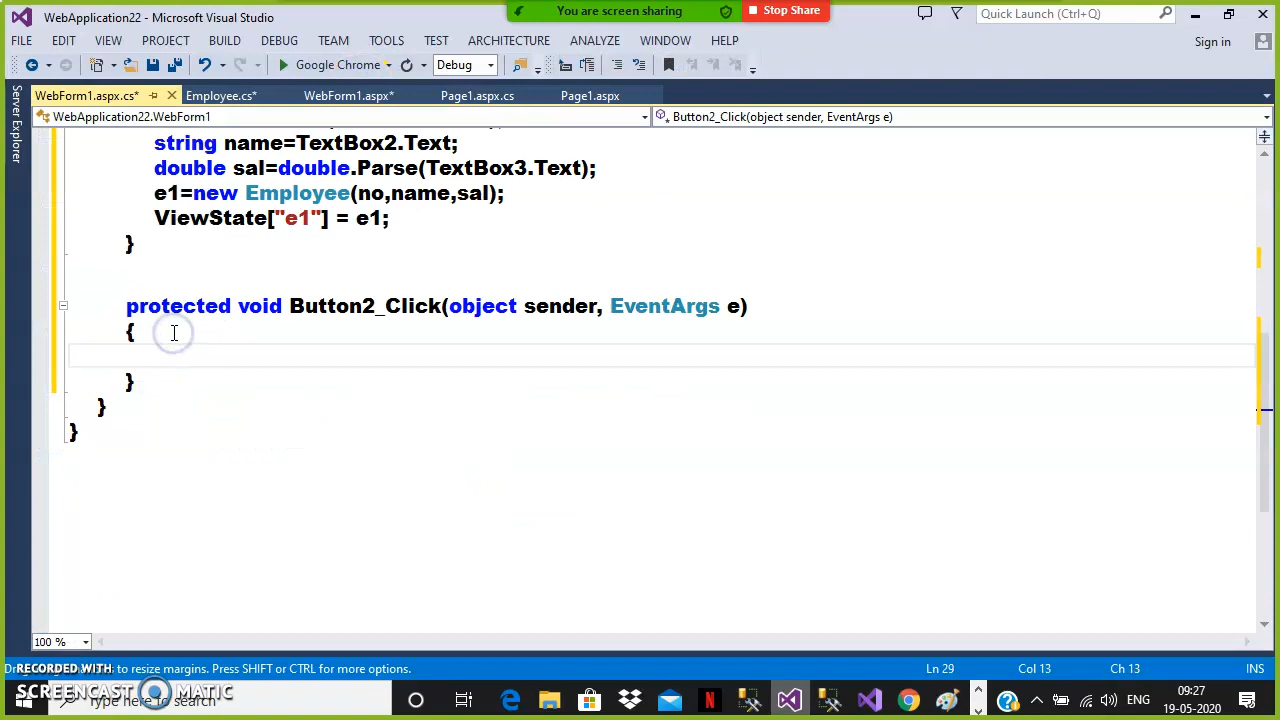 WebApplication22 - Microsoft Visual Studio
You are screen sharing
Stop Share
Quick Launch (Ctrl+Q)
FILE EDIT VIEW PROJECT BUILD DEBUG TEAM TOOLS TEST ARCHITECTURE ANALYZE WINDOW HELP
Sign in
Google Chrome
Debug
Server Explorer
WebForm1.aspx.cs* Employee.cs* WebForm1.aspx* Page1.aspx.cs Page1.aspx
WebApplication22.WebForm1
Button2_Click(object sender, EventArgs e)
string name=TextBox2.Text;
double sal=double.Parse(TextBox3.Text);
e1=new Employee(no,name,sal);
ViewState["e1"] = e1;
}
protected void Button2_Click(object sender, EventArgs e)
{
}
}
}
100 %
to resize margins. Press SHIFT or CTRL for more options.
Ln 29 Col 13 Ch 13 INS
RECORDED WITH
SCREENCAST MATIC
Type here to search
ENG
09:27
19-05-2020